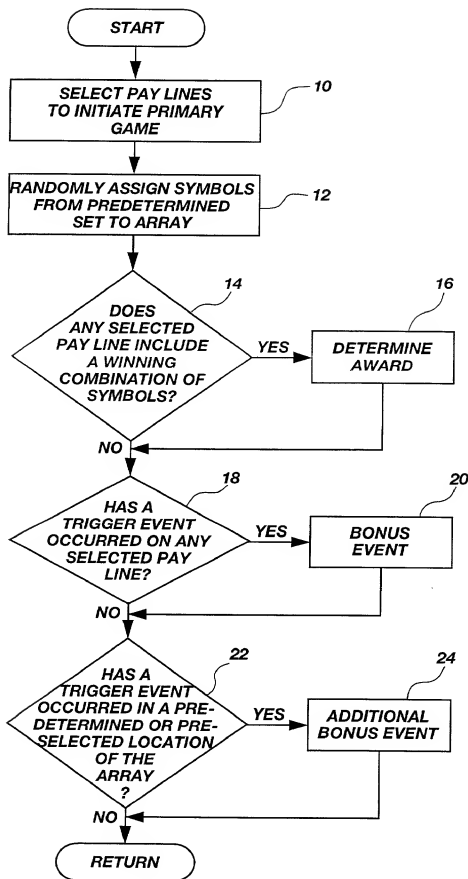 START
SELECT PAY LINES
TO INITIATE PRIMARY
GAME
10
RANDOMLY ASSIGN SYMBOLS
FROM PREDETERMINED
SET TO ARRAY
12
14
DOES
ANY SELECTED
PAY LINE INCLUDE
A WINNING
COMBINATION OF
SYMBOLS?
YES
16
DETERMINE
AWARD
NO
18
HAS A
TRIGGER EVENT
OCCURRED ON ANY
SELECTED PAY
LINE?
YES
20
BONUS
EVENT
NO
22
HAS A
TRIGGER EVENT
OCCURRED IN A PRE-
DETERMINED OR PRE-
SELECTED LOCATION
OF THE
ARRAY
?
YES
24
ADDITIONAL
BONUS EVENT
NO
RETURN